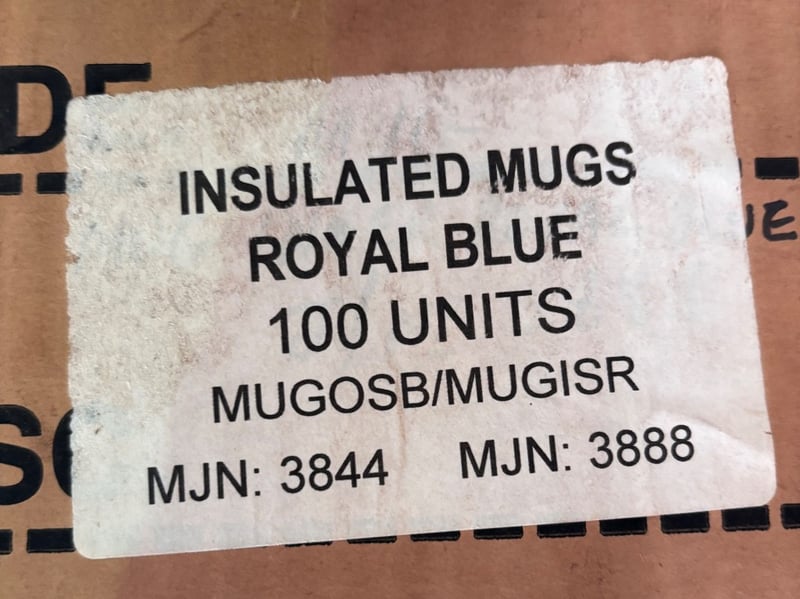 INSULATED MUGS
ROYAL BLUE
100 UNITS
MUGOSB/MUGISR
MJN: 3844 MJN: 3888